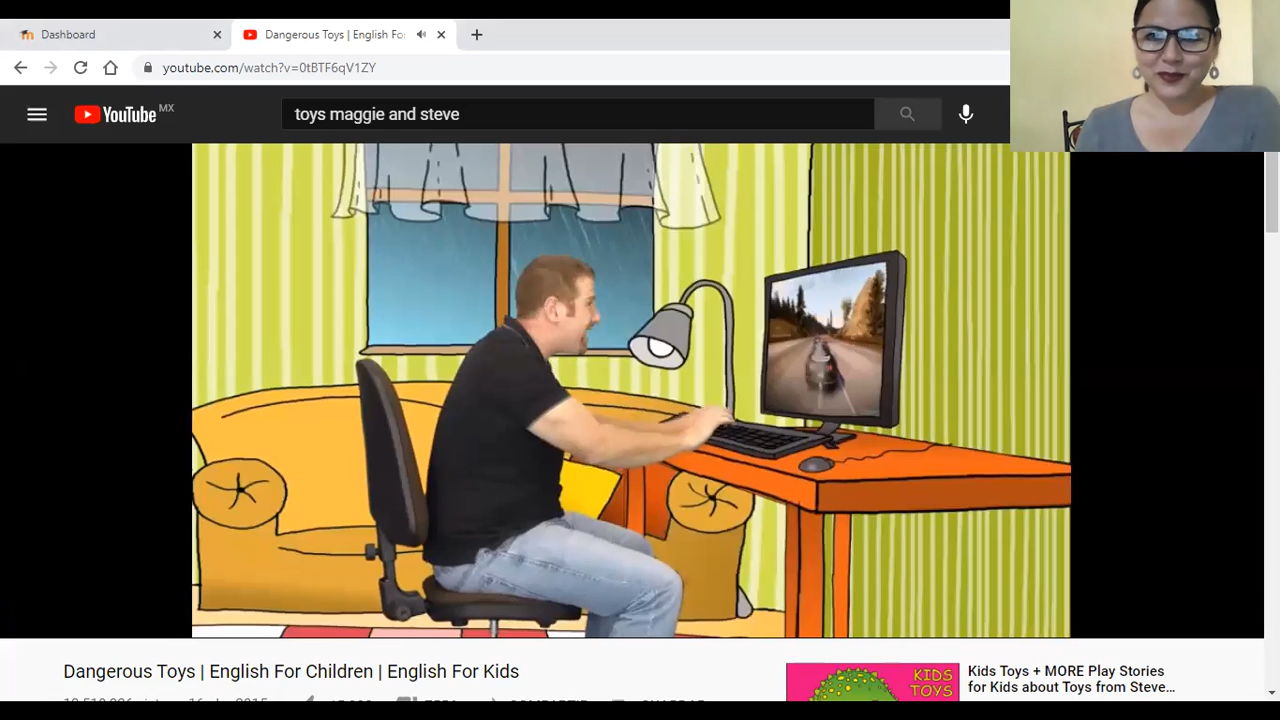 Dashboard
Dangerous Toys | English Fo
youtube.com/watch?v=0tBTF6qV1ZY
YouTube MX
toys maggie and steve
Dangerous Toys | English For Children | English For Kids
KIDS
TOYS
Kids Toys + MORE Play Stories
for Kids about Toys from Steve...